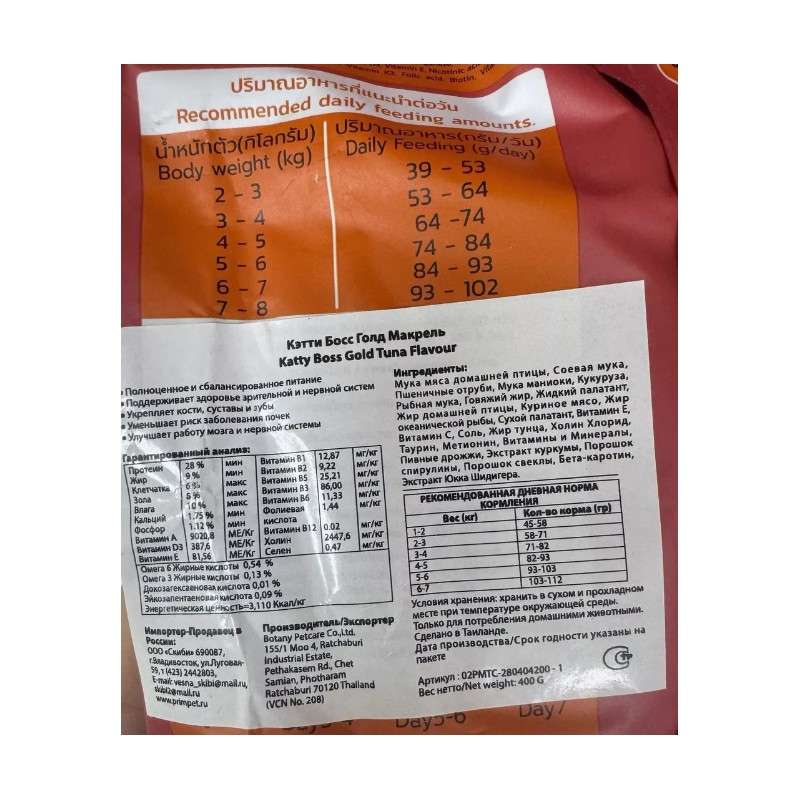 Vitamin E, Nicotinic
Vitamin K3, Folic acid, Biotin,
ปริมาณอาหารที่แนะนำต่อวัน
Recommended daily feeding amounts.
น้ำหนักตัว(กิโลกรัม) ปริมาณอาหาร(กรัม/วัน)
Body weight (kg) Daily Feeding (g/day)
2 - 3 39 - 53
3 - 4 53 - 64
4 - 5 64 -74
5 - 6 74 - 84
6 - 7 84 - 93
7 - 8 93 - 102
Кэтти Босс Голд Макрель
Katty Boss Gold Tuna Flavour
• Полноценное и сбалансированное питание
• Поддерживает здоровье зрительной и нервной систем
• Укрепляет кости, суставы и зубы
• Уменьшает риск заболевания почек
• Улучшает работу мозга и нервной системы
Гарантированный анализ:
Протеин 28 % мин Витамин B1 12,87 мг/кг
Жир 9% мин Витамин B2 9,22 мг/кг
Клетчатка 6% макс Витамин B5 25,21 мг/кг
Зола 8% макс Витамин B3 86,00 мг/кг
Влага 10% макс Витамин B6 11,33 мг/кг
Кальций 1.75 % мин Фолиевая 1,44 мг/кг
Фосфор 1.12% мин кислота
Витамин A 9020,8 МЕ/Кг Витамин B12 0.02 мг/кг
Витамин D3 387,6 МЕ/Кг Холин 2447,6 мг/кг
Витамин E 81,56 МЕ/Кг Селен 0,47 мг/кг
Омега 6 Жирные кислоты 0,54 %
Омега 3 Жирные кислоты 0,13 %
Докозагексаеновая кислота 0,01 %
Эйкозапентаеновая кислота 0,09 %
Энергетическая ценность=3,110 Ккал/кг
Импортер-Продавец в
России:
ООО «Скиби» 690087,
г.Владивосток, ул.Луговая-
59, т (423) 2442803,
E-mail: vesna_skibi@mail.ru,
skibi2@mail.ru
www.primpet.ru
Производитель/Экспортер
Botany Petcare Co.,Ltd.
155/1 Moo 4, Ratchaburi
Industrial Estate,
Pethakasem Rd., Chet
Samian, Photharam
Ratchaburi 70120 Thailand
(VCN No. 208)
Ингредиенты:
Мука мяса домашней птицы, Соевая мука,
Пшеничные отруби, Мука маниоки, Кукуруза,
Рыбная мука, Говяжий жир, Жидкий палатант,
Жир домашней птицы, Куриное мясо, Жир
океанической рыбы, Сухой палатант, Витамин E,
Витамин C, Соль, Жир тунца, Холин Хлорид,
Таурин, Метионин, Витамины и Минералы,
Пивные дрожжи, Экстракт куркумы, Порошок
спирулины, Порошок свеклы, Бета-каротин,
Экстракт Юкка Шидигера.
РЕКОМЕНДОВАННАЯ ДНЕВНАЯ НОРМА
КОРМЛЕНИЯ
Вес (кг) Кол-во корма (гр)
1-2 45-58
2-3 58-71
3-4 71-82
4-5 82-93
5-6 93-103
6-7 103-112
Условия хранения: хранить в сухом и прохладном
месте при температуре окружающей среды.
Только для потребления домашними животными.
Сделано в Таиланде.
Дата производства/Срок годности указаны на
пакете
Артикул : 02PMTC-280404200 - 1
Вес нетто/Net weight: 400 G
Day5-6 Day7